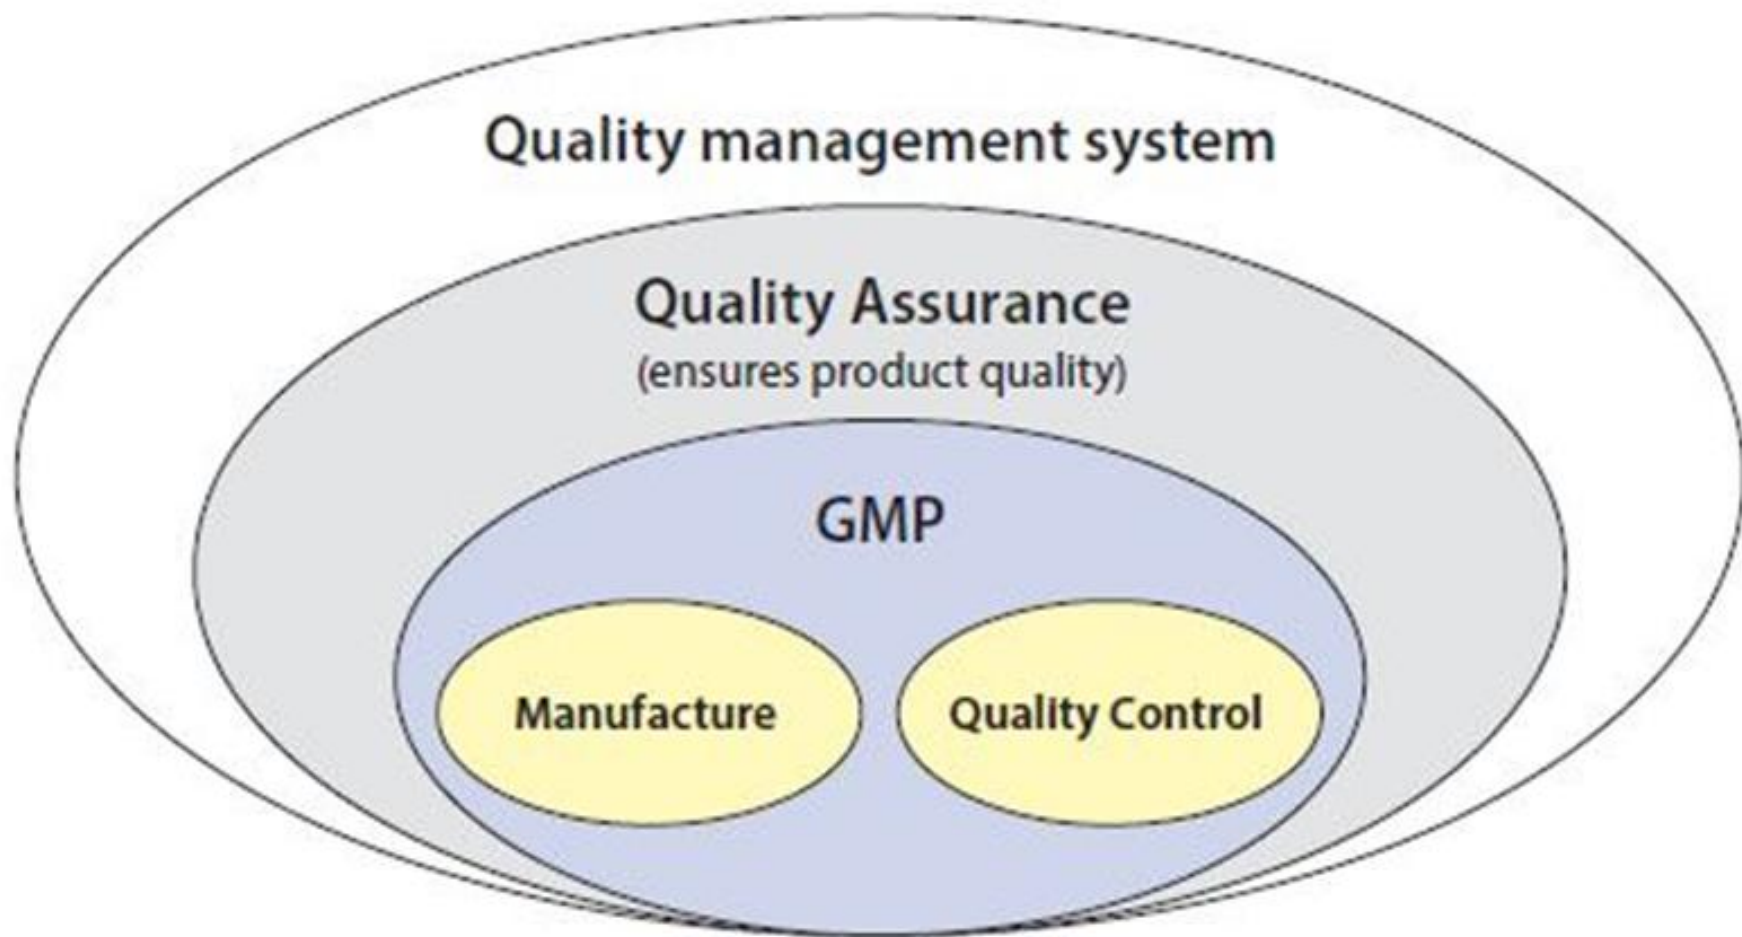 Quality management system
Quality Assurance
(ensures product quality)
GMP
Manufacture
Quality Control